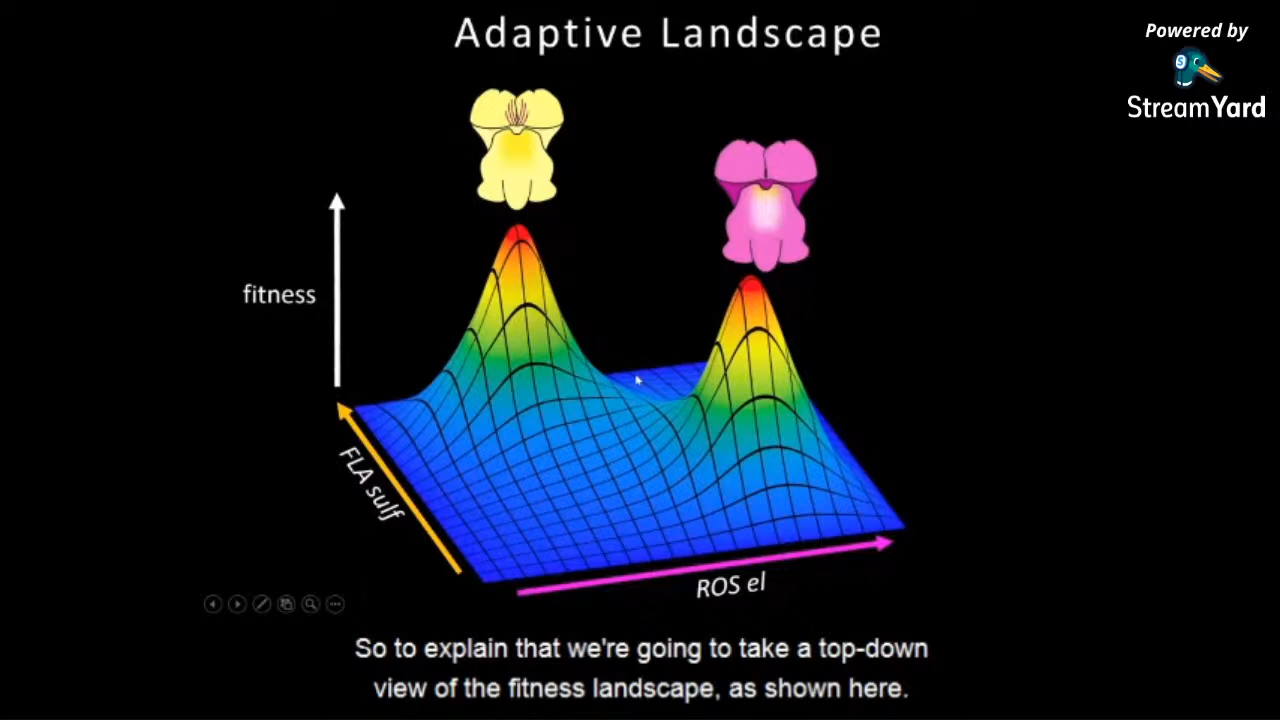 Adaptive Landscape
Powered by
S
StreamYard
fitness
FLA sulf
ROS el
So to explain that we're going to take a top-down
view of the fitness landscape, as shown here.